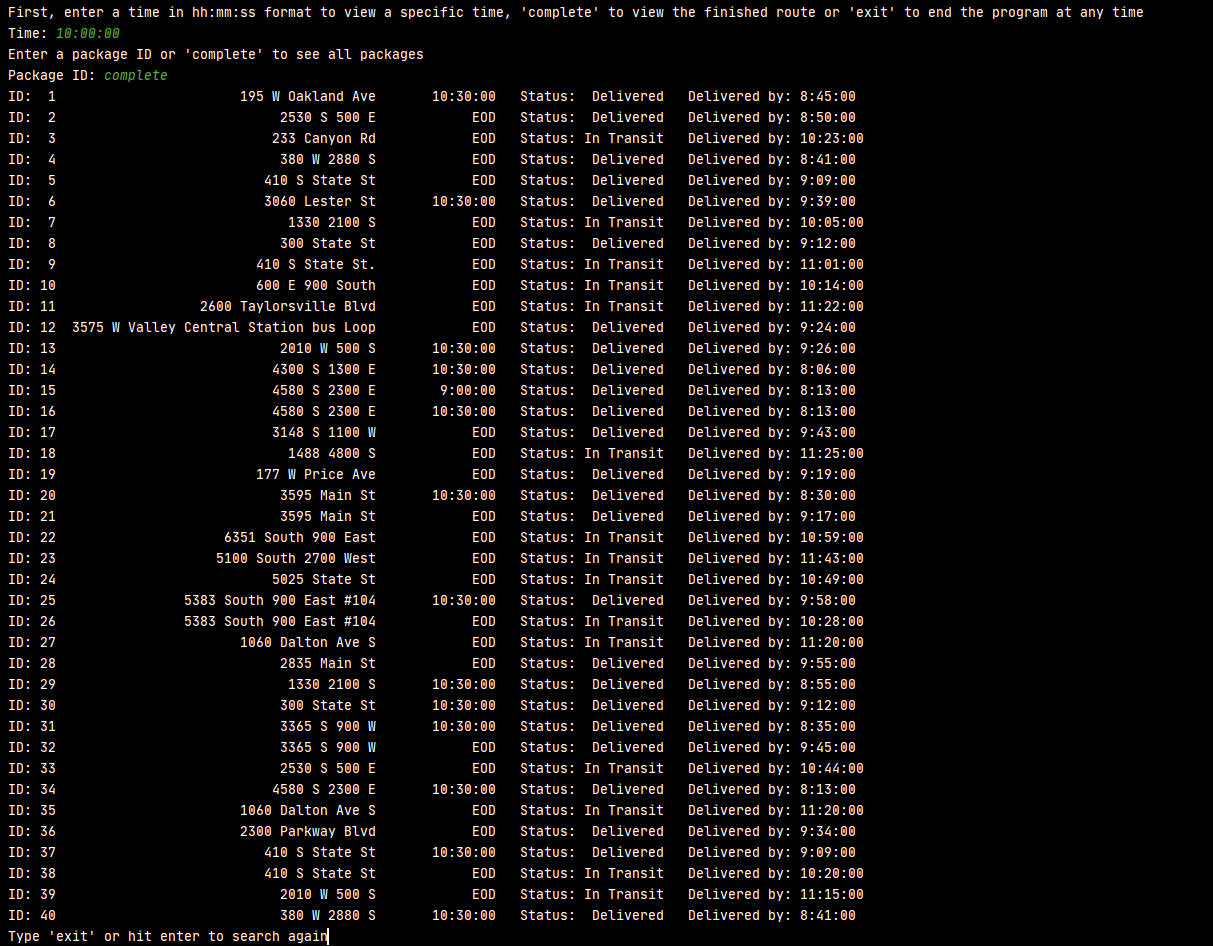 First, enter a time in hh:mm:ss format to view a specific time, 'complete' to view the finished route or 'exit' to end the program at any time
Time: 10:00:00
Enter a package ID or 'complete' to see all packages
Package ID: complete
ID:  1                       195 W Oakland Ave       10:30:00   Status:  Delivered   Delivered by: 8:45:00
ID:  2                            2530 S 500 E            EOD   Status:  Delivered   Delivered by: 8:50:00
ID:  3                           233 Canyon Rd            EOD   Status: In Transit   Delivered by: 10:23:00
ID:  4                            380 W 2880 S            EOD   Status:  Delivered   Delivered by: 8:41:00
ID:  5                          410 S State St            EOD   Status:  Delivered   Delivered by: 9:09:00
ID:  6                          3060 Lester St       10:30:00   Status:  Delivered   Delivered by: 9:39:00
ID:  7                             1330 2100 S            EOD   Status: In Transit   Delivered by: 10:05:00
ID:  8                            300 State St            EOD   Status:  Delivered   Delivered by: 9:12:00
ID:  9                         410 S State St.            EOD   Status: In Transit   Delivered by: 11:01:00
ID: 10                         600 E 900 South            EOD   Status: In Transit   Delivered by: 10:14:00
ID: 11                  2600 Taylorsville Blvd            EOD   Status: In Transit   Delivered by: 11:22:00
ID: 12  3575 W Valley Central Station bus Loop            EOD   Status:  Delivered   Delivered by: 9:24:00
ID: 13                            2010 W 500 S       10:30:00   Status:  Delivered   Delivered by: 9:26:00
ID: 14                           4300 S 1300 E       10:30:00   Status:  Delivered   Delivered by: 8:06:00
ID: 15                           4580 S 2300 E        9:00:00   Status:  Delivered   Delivered by: 8:13:00
ID: 16                           4580 S 2300 E       10:30:00   Status:  Delivered   Delivered by: 8:13:00
ID: 17                           3148 S 1100 W            EOD   Status:  Delivered   Delivered by: 9:43:00
ID: 18                             1488 4800 S            EOD   Status: In Transit   Delivered by: 11:25:00
ID: 19                         177 W Price Ave            EOD   Status:  Delivered   Delivered by: 9:19:00
ID: 20                            3595 Main St       10:30:00   Status:  Delivered   Delivered by: 8:30:00
ID: 21                            3595 Main St            EOD   Status:  Delivered   Delivered by: 9:17:00
ID: 22                     6351 South 900 East            EOD   Status: In Transit   Delivered by: 10:59:00
ID: 23                    5100 South 2700 West            EOD   Status: In Transit   Delivered by: 11:43:00
ID: 24                           5025 State St            EOD   Status: In Transit   Delivered by: 10:49:00
ID: 25                5383 South 900 East #104       10:30:00   Status:  Delivered   Delivered by: 9:58:00
ID: 26                5383 South 900 East #104            EOD   Status: In Transit   Delivered by: 10:28:00
ID: 27                       1060 Dalton Ave S            EOD   Status: In Transit   Delivered by: 11:20:00
ID: 28                            2835 Main St            EOD   Status:  Delivered   Delivered by: 9:55:00
ID: 29                             1330 2100 S       10:30:00   Status:  Delivered   Delivered by: 8:55:00
ID: 30                            300 State St       10:30:00   Status:  Delivered   Delivered by: 9:12:00
ID: 31                            3365 S 900 W       10:30:00   Status:  Delivered   Delivered by: 8:35:00
ID: 32                            3365 S 900 W            EOD   Status:  Delivered   Delivered by: 9:45:00
ID: 33                            2530 S 500 E            EOD   Status: In Transit   Delivered by: 10:44:00
ID: 34                           4580 S 2300 E       10:30:00   Status:  Delivered   Delivered by: 8:13:00
ID: 35                       1060 Dalton Ave S            EOD   Status: In Transit   Delivered by: 11:20:00
ID: 36                       2300 Parkway Blvd            EOD   Status:  Delivered   Delivered by: 9:34:00
ID: 37                          410 S State St       10:30:00   Status:  Delivered   Delivered by: 9:09:00
ID: 38                          410 S State St            EOD   Status: In Transit   Delivered by: 10:20:00
ID: 39                            2010 W 500 S            EOD   Status: In Transit   Delivered by: 11:15:00
ID: 40                            380 W 2880 S       10:30:00   Status:  Delivered   Delivered by: 8:41:00
Type 'exit' or hit enter to search again